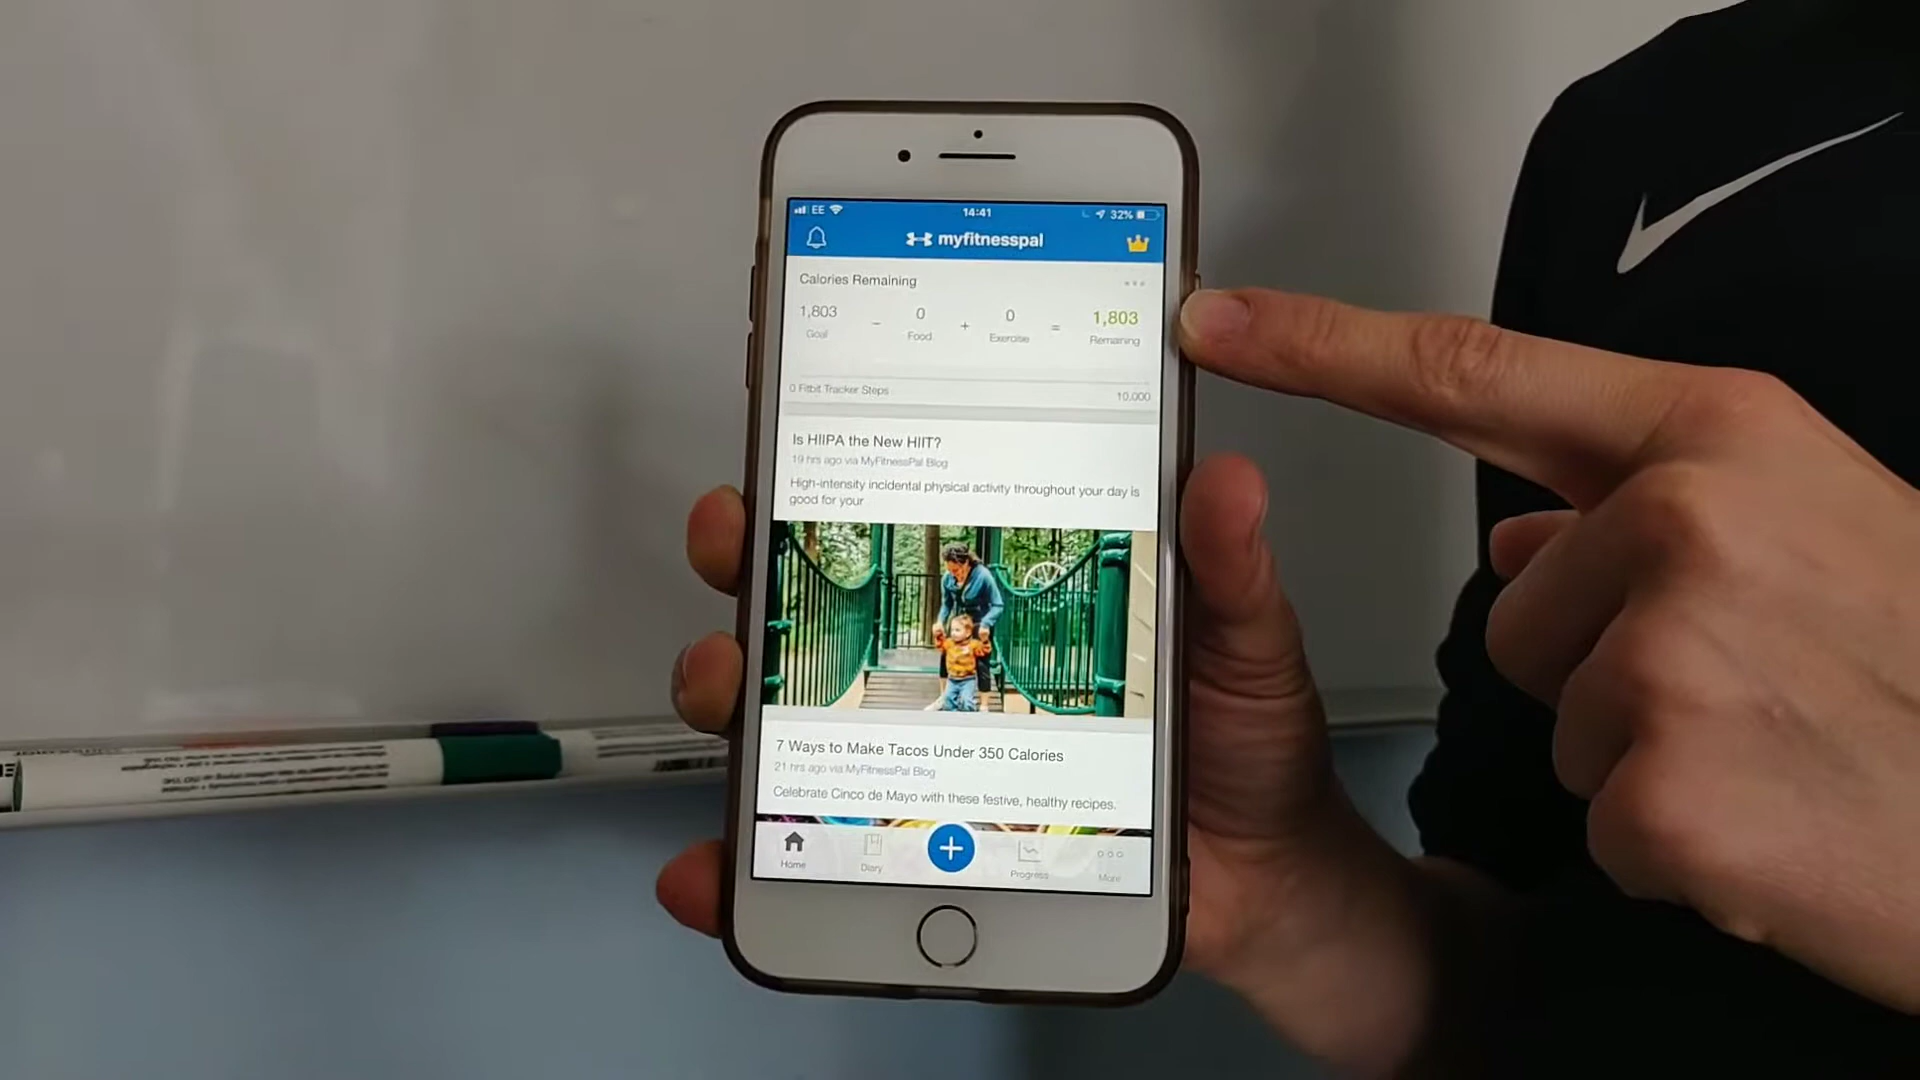 EE 14:41 32%
myfitnesspal
Calories Remaining
1,803 - 0 + 0 = 1,803
Goal Food Exercise Remaining
0 Fitbit Tracker Steps 10,000
Is HIIPA the New HIIT?
19 hrs ago via MyFitnessPal Blog
High-intensity incidental physical activity throughout your day is
good for your
7 Ways to Make Tacos Under 350 Calories
21 hrs ago via MyFitnessPal Blog
Celebrate Cinco de Mayo with these festive, healthy recipes.
Home Diary + Progress More